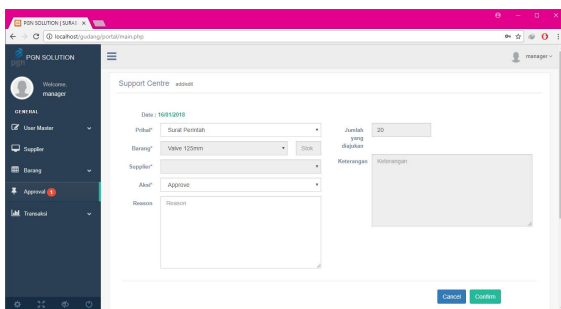 PGN SOLUTION | SURAT
localhost/gudang/portal/main.php
PGN SOLUTION
manager
Welcome,
manager
GENERAL
User Master
Supplier
Barang
Approval 1
Transaksi
Support Centre add/edit
Date : 16/01/2018
Prihal* Surat Perintah
Barang* Valve 125mm Stok
Supplier*
Aksi* Approve
Reason Reason
Jumlah yang diajukan 20
Keterangan Keterangan
Cancel Confirm